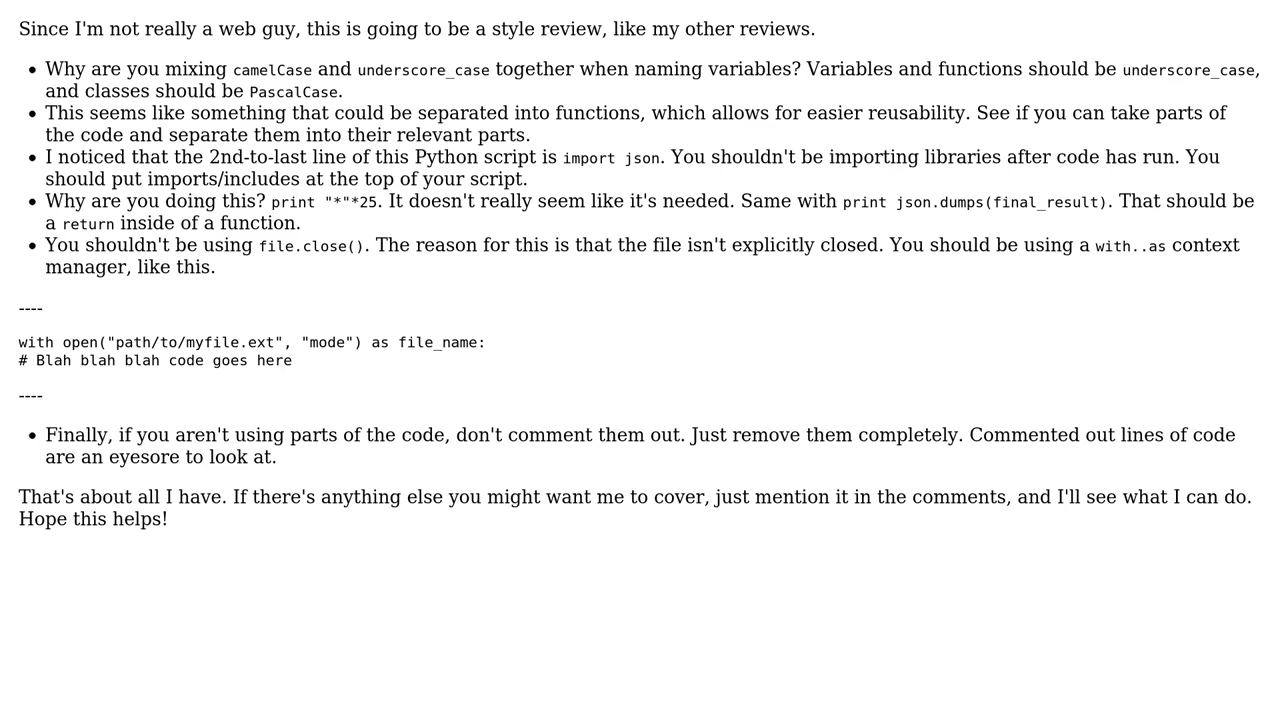 Since I'm not really a web guy, this is going to be a style review, like my other reviews.
• Why are you mixing camelCase and underscore_case together when naming variables? Variables and functions should be underscore_case,
and classes should be PascalCase.
• This seems like something that could be separated into functions, which allows for easier reusability. See if you can take parts of
the code and separate them into their relevant parts.
• I noticed that the 2nd-to-last line of this Python script is import json. You shouldn't be importing libraries after code has run. You
should put imports/includes at the top of your script.
• Why are you doing this? print "*"*25. It doesn't really seem like it's needed. Same with print json.dumps(final_result). That should be
a return inside of a function.
• You shouldn't be using file.close(). The reason for this is that the file isn't explicitly closed. You should be using a with..as context
manager, like this.
----
with open("path/to/myfile.ext", "mode") as file_name:
# Blah blah blah code goes here
----
• Finally, if you aren't using parts of the code, don't comment them out. Just remove them completely. Commented out lines of code
are an eyesore to look at.
That's about all I have. If there's anything else you might want me to cover, just mention it in the comments, and I'll see what I can do.
Hope this helps!